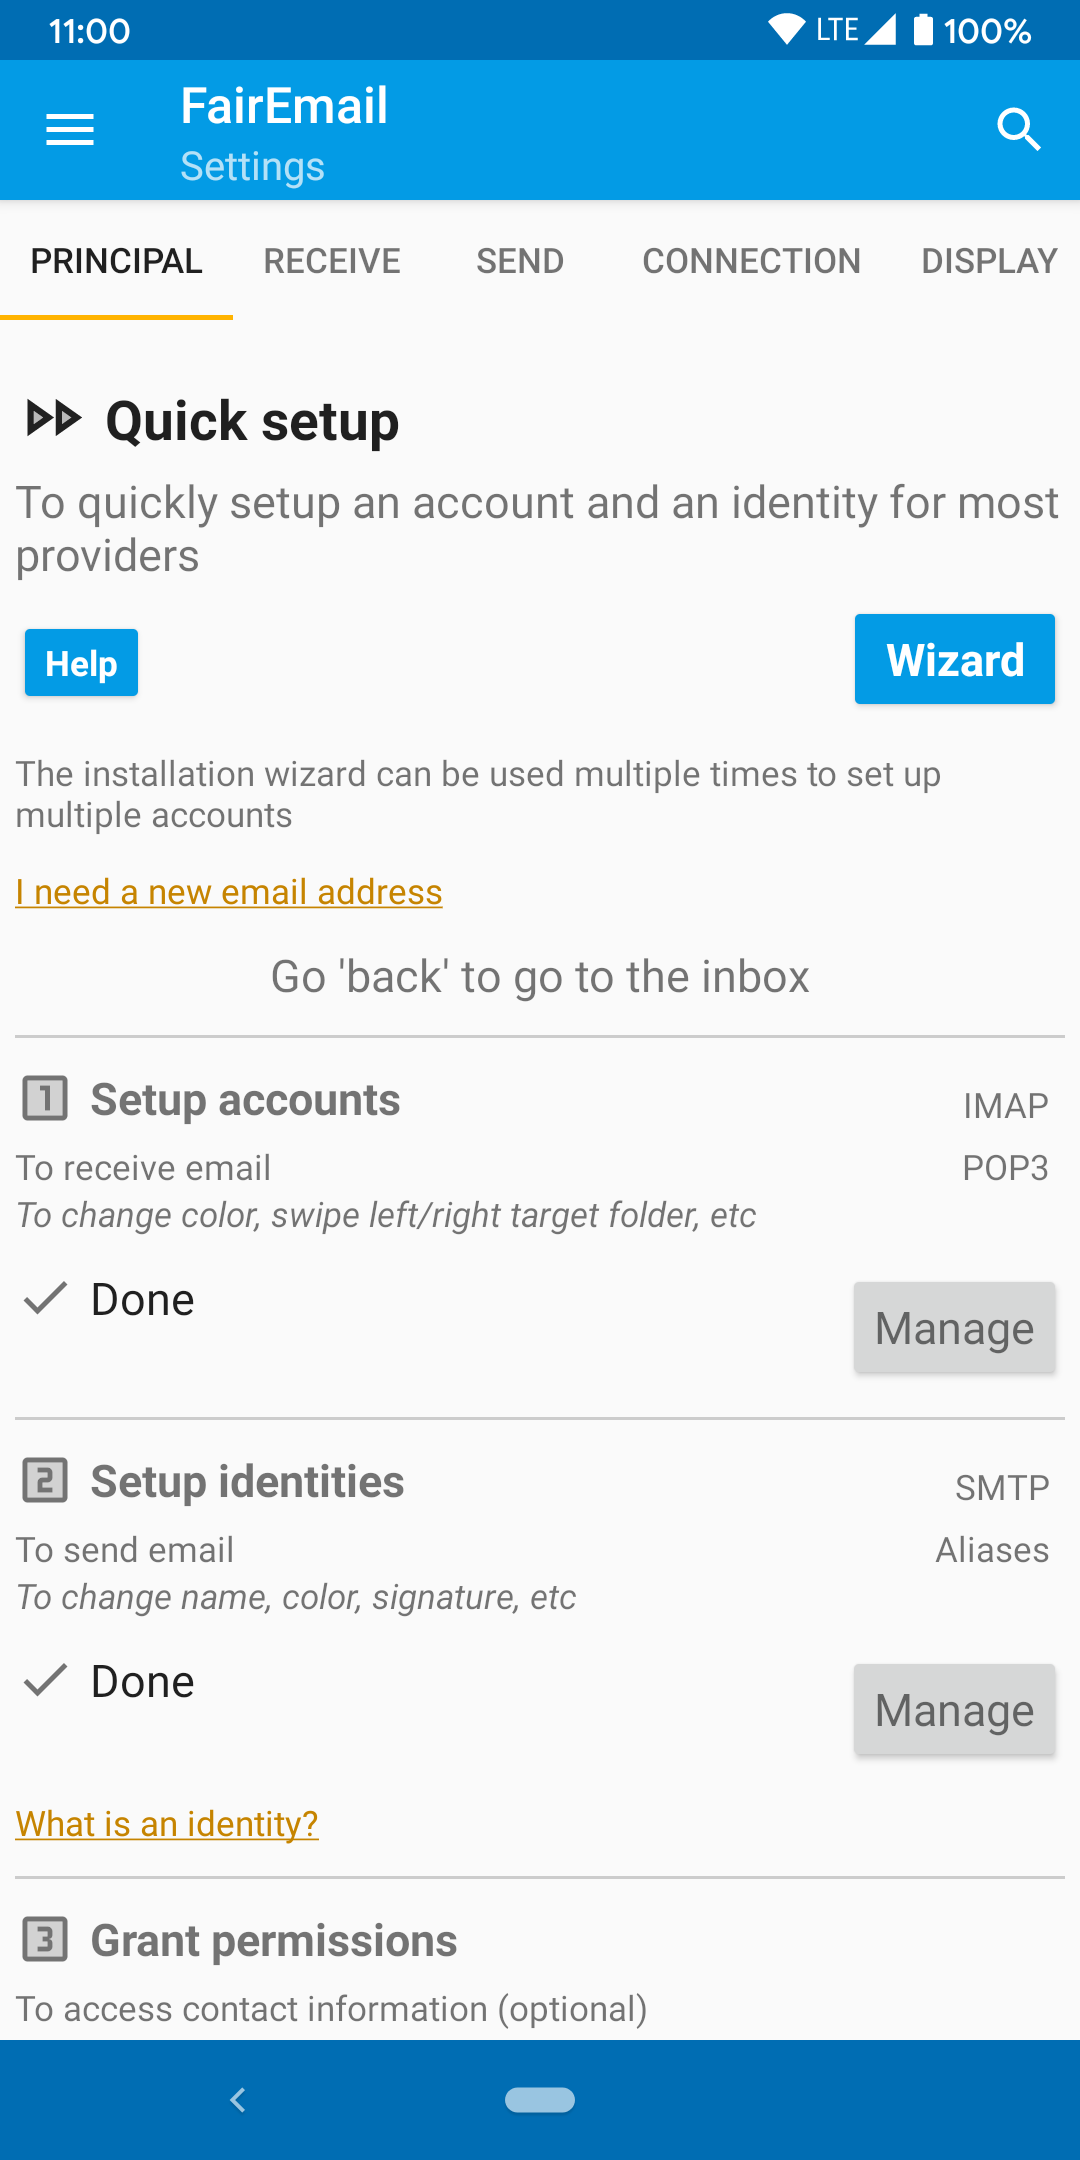 11:00
LTE 100%
FairEmail
Settings
PRINCIPAL RECEIVE SEND CONNECTION DISPLAY
Quick setup
To quickly setup an account and an identity for most
providers
Help
Wizard
The installation wizard can be used multiple times to set up
multiple accounts
I need a new email address
Go 'back' to go to the inbox
1 Setup accounts
IMAP
To receive email
POP3
To change color, swipe left/right target folder, etc
Done
Manage
2 Setup identities
SMTP
To send email
Aliases
To change name, color, signature, etc
Done
Manage
What is an identity?
3 Grant permissions
To access contact information (optional)